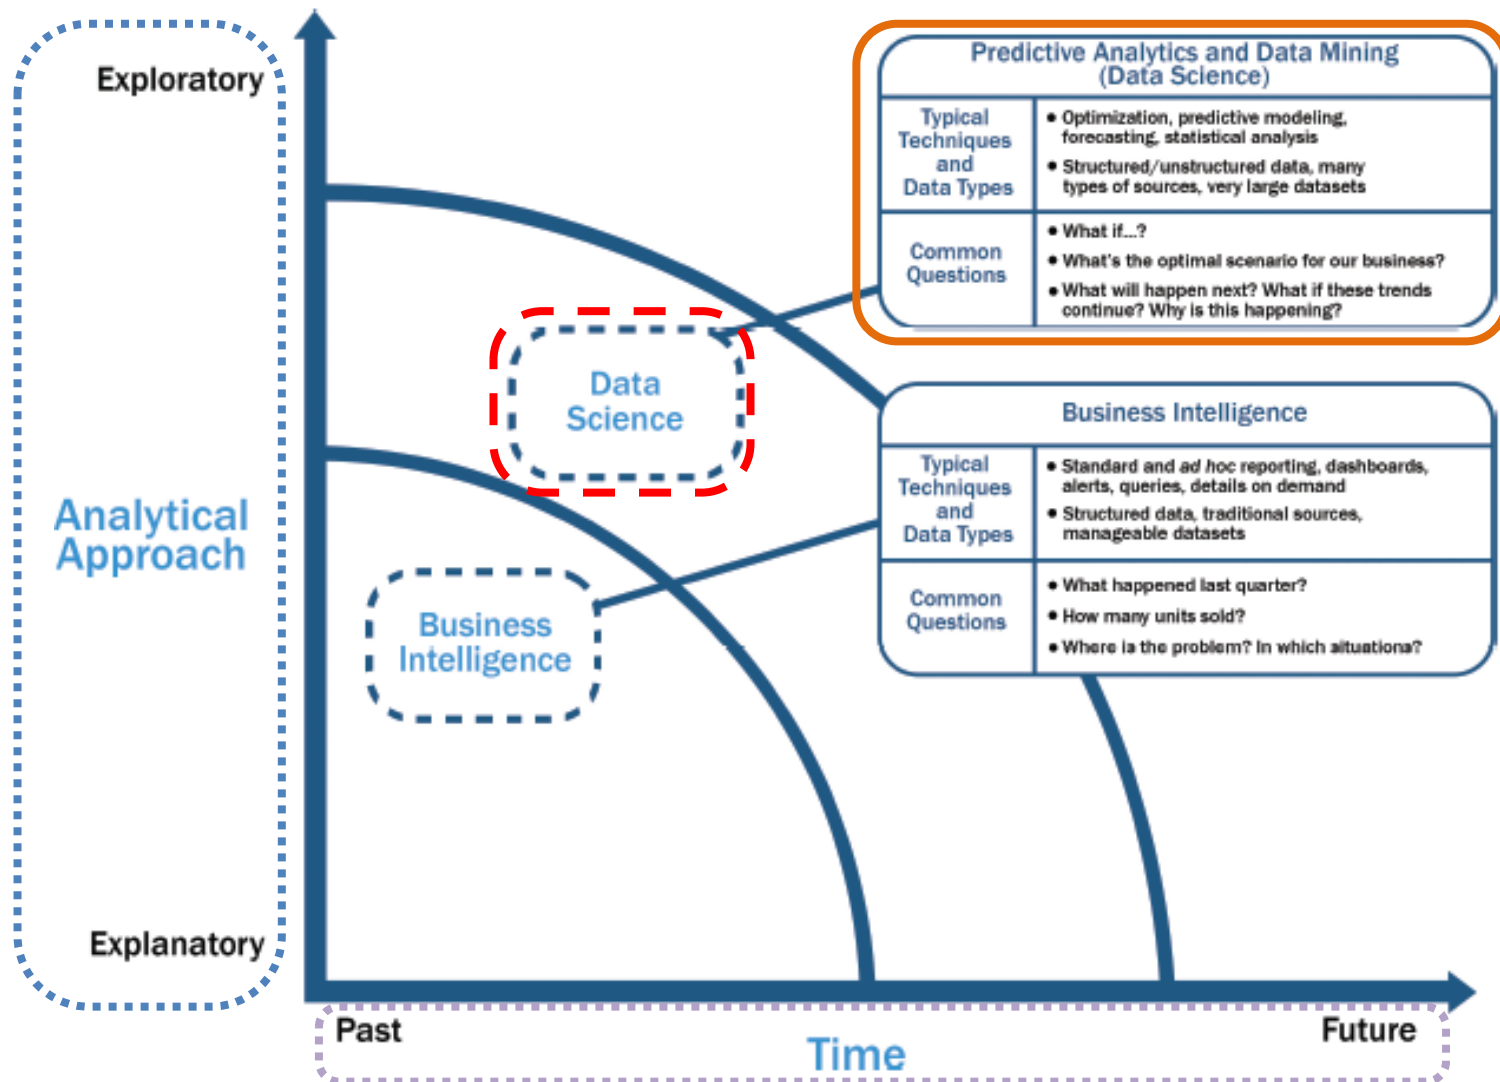 Exploratory
Analytical
Approach
Explanatory
Past
Time
Future
Data
Science
Business
Intelligence
Predictive Analytics and Data Mining
(Data Science)
Typical
Techniques
and
Data Types
• Optimization, predictive modeling,
forecasting, statistical analysis
• Structured/unstructured data, many
types of sources, very large datasets
Common
Questions
• What if...?
• What's the optimal scenario for our business?
• What will happen next? What if these trends
continue? Why is this happening?
Business Intelligence
Typical
Techniques
and
Data Types
• Standard and ad hoc reporting, dashboards,
alerts, queries, details on demand
• Structured data, traditional sources,
manageable datasets
Common
Questions
• What happened last quarter?
• How many units sold?
• Where is the problem? In which situations?